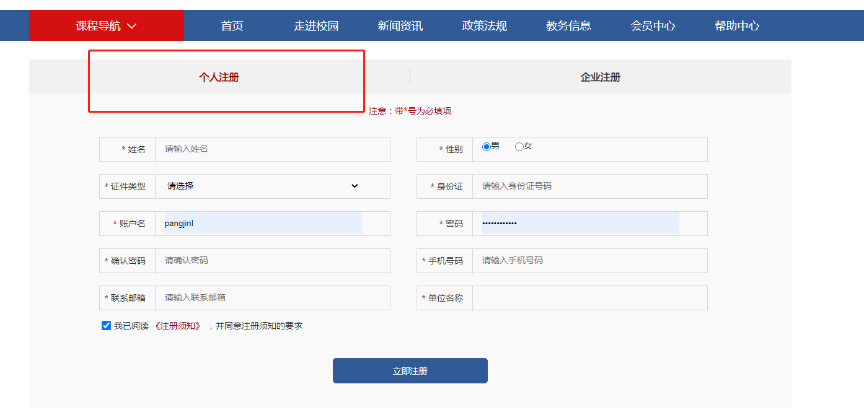 课程导航 首页 走进校园 新闻资讯 政策法规 教务信息 会员中心 帮助中心
个人注册 企业注册
注意：带*号为必填项
* 姓名 请输入姓名 * 性别 男 女
* 证件类型 请选择 * 身份证 请输入身份证号码
* 账户名 pangjinl * 密码 ••••••••••••
* 确认密码 请确认密码 * 手机号码 请输入手机号码
* 联系邮箱 请输入联系邮箱 * 单位名称
我已阅读 《注册须知》 ，并同意注册须知的要求
立即注册